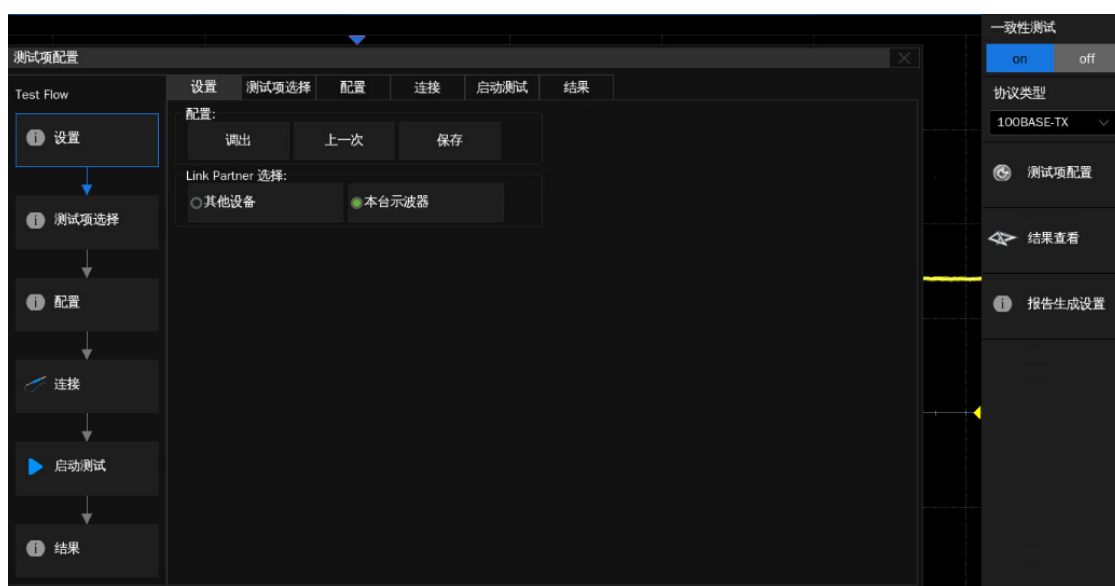 一致性测试
on off
协议类型
100BASE-TX
测试项配置
结果查看
报告生成设置
测试项配置
Test Flow
设置
测试项选择
配置
连接
启动测试
结果
设置 测试项选择 配置 连接 启动测试 结果
配置:
调出 上一次 保存
Link Partner 选择:
其他设备 本台示波器